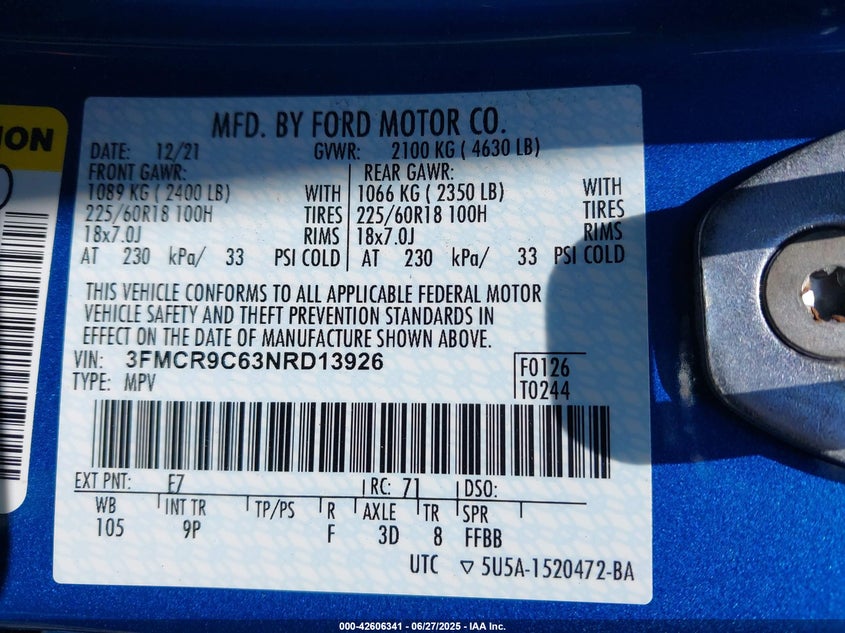 ION
MFD. BY FORD MOTOR CO.
DATE: 12/21 GVWR: 2100 KG ( 4630 LB)
FRONT GAWR: REAR GAWR:
1089 KG ( 2400 LB) WITH 1066 KG ( 2350 LB) WITH
225/60R18 100H TIRES 225/60R18 100H TIRES
18x7.0J RIMS 18x7.0J RIMS
AT 230 kPa/ 33 PSI COLD AT 230 kPa/ 33 PSI COLD
THIS VEHICLE CONFORMS TO ALL APPLICABLE FEDERAL MOTOR
VEHICLE SAFETY AND THEFT PREVENTION STANDARDS IN
EFFECT ON THE DATE OF MANUFACTURE SHOWN ABOVE.
VIN: 3FMCR9C63NRD13926 F0126
TYPE: MPV T0244
EXT PNT: E7 RC: 71 DSO:
WB INT TR TP/PS R AXLE TR SPR
105 9P F 3D 8 FFBB
UTC ▽ 5U5A-1520472-BA
000-42606341 | 06/27/2025 - IAA Inc.